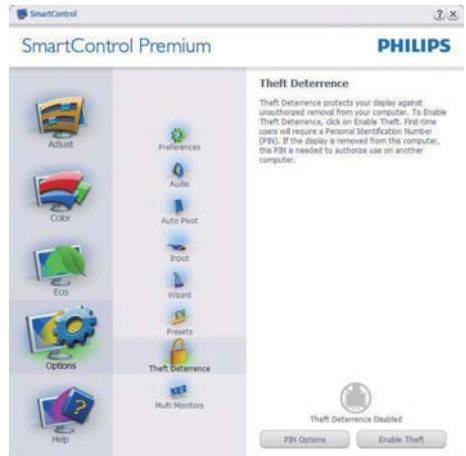 SmartControl
? ×
SmartControl Premium
PHILIPS
Adjust
Color
Eco
Options
Help
Preferences
Audio
Auto Pivot
Input
Wizard
Presets
Theft Deterrence
Multi Monitors
Theft Deterrence
Theft Deterrence protects your display against
unauthorized removal from your computer. To Enable
Theft Deterrence, click on Enable Theft. First-time
users will require a Personal Identification Number
(PIN). If the display is removed from this computer,
this PIN is needed to authorize use on another
computer.
Theft Deterrence Disabled
PIN Options
Enable Theft